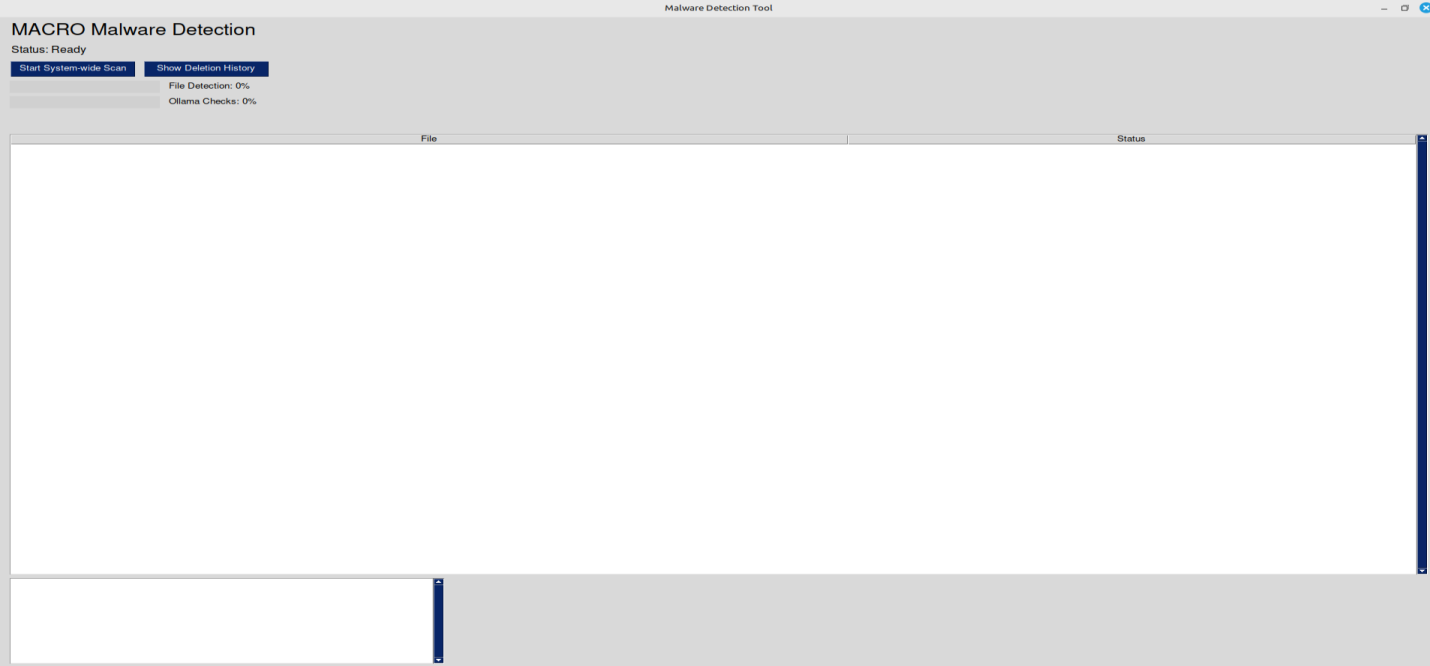 Malware Detection Tool
MACRO Malware Detection
Status: Ready
Start System-wide Scan Show Deletion History
File Detection: 0%
Ollama Checks: 0%
File Status